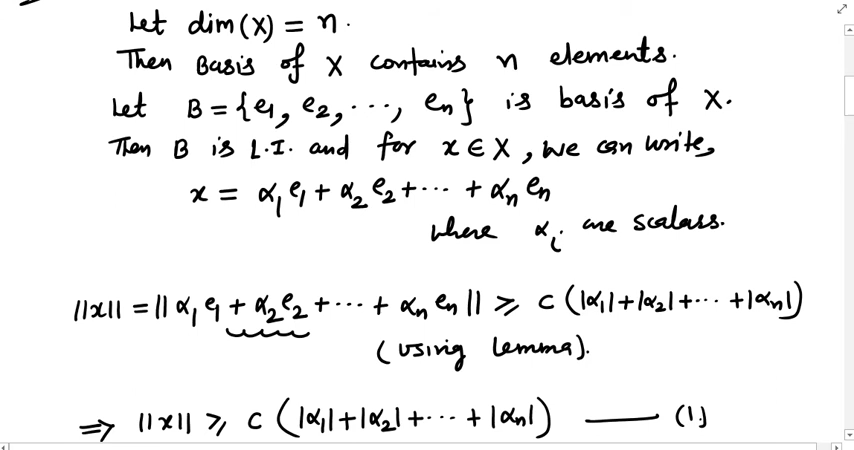 Let dim(X) = n.
Then Basis of X contains n elements.
Let B = {e₁, e₂, ..., eₙ} is basis of X.
Then B is L.I. and for x ∈ X, we can write,
x = α₁e₁ + α₂e₂ + ... + αₙeₙ
where αᵢ are scalars.
||x|| = ||α₁e₁ + α₂e₂ + ... + αₙeₙ|| ≥ C (|α₁|+|α₂|+ ... +|αₙ|)
(using lemma).
⇒ ||x|| ≥ C (|α₁|+|α₂|+ ... +|αₙ|) —— (1)